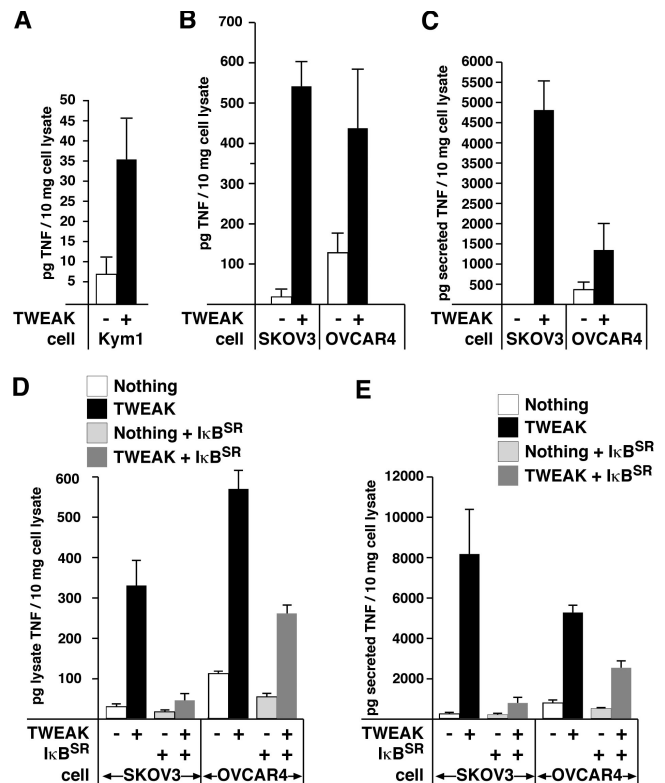 A
pg TNF / 10 mg cell lysate
50
45
40
35
30
25
20
15
10
5
TWEAK - +
cell Kym1
B
pg TNF / 10 mg cell lysate
700
600
500
400
300
200
100
TWEAK - + - +
cell SKOV3 OVCAR4
C
pg secreted TNF / 10 mg cell lysate
6000
5500
5000
4500
4000
3500
3000
2500
2000
1500
1000
500
TWEAK - + - +
cell SKOV3 OVCAR4
D
Nothing
TWEAK
Nothing + IκBSR
TWEAK + IκBSR
pg lysate TNF / 10 mg cell lysate
600
500
400
300
200
100
TWEAK - + - + - + - +
IκBSR + + + +
cell SKOV3 OVCAR4
E
Nothing
TWEAK
Nothing + IκBSR
TWEAK + IκBSR
pg secreted TNF / 10 mg cell lysate
12000
10000
8000
6000
4000
2000
TWEAK - + - + - + - +
IκBSR + + + +
cell SKOV3 OVCAR4